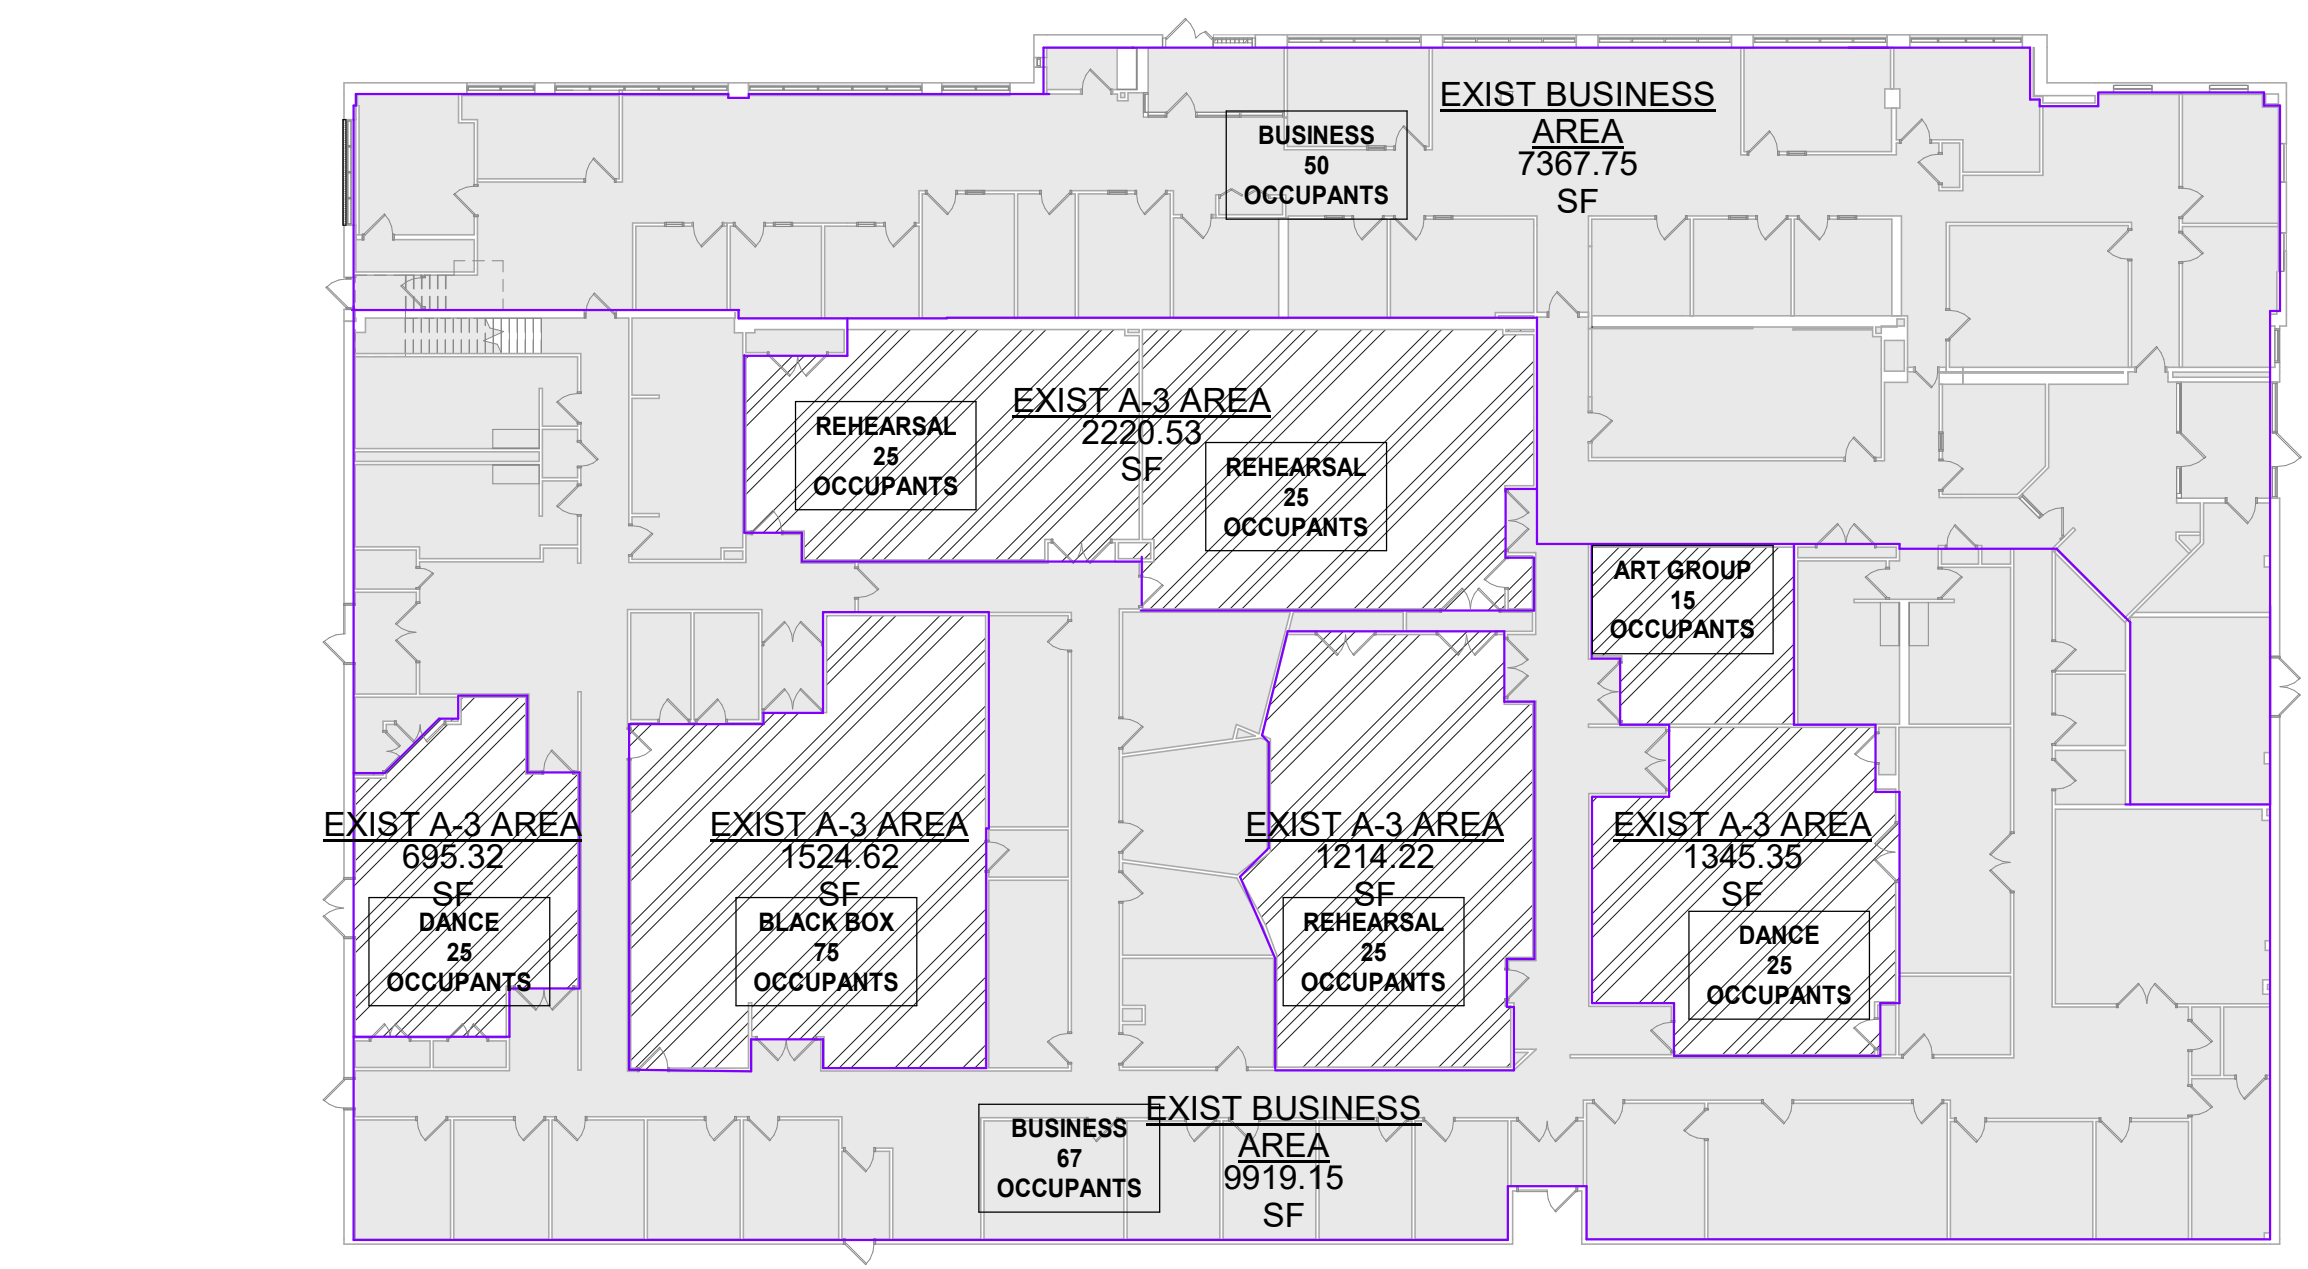 EXIST BUSINESS
AREA
7367.75
SF
BUSINESS
50
OCCUPANTS
EXIST A-3 AREA
2220.53
SF
REHEARSAL
25
OCCUPANTS
REHEARSAL
25
OCCUPANTS
ART GROUP
15
OCCUPANTS
EXIST A-3 AREA
695.32
SF
DANCE
25
OCCUPANTS
EXIST A-3 AREA
1524.62
SF
BLACK BOX
75
OCCUPANTS
EXIST A-3 AREA
1214.22
SF
REHEARSAL
25
OCCUPANTS
EXIST A-3 AREA
1345.35
SF
DANCE
25
OCCUPANTS
BUSINESS
67
OCCUPANTS
EXIST BUSINESS
AREA
9919.15
SF